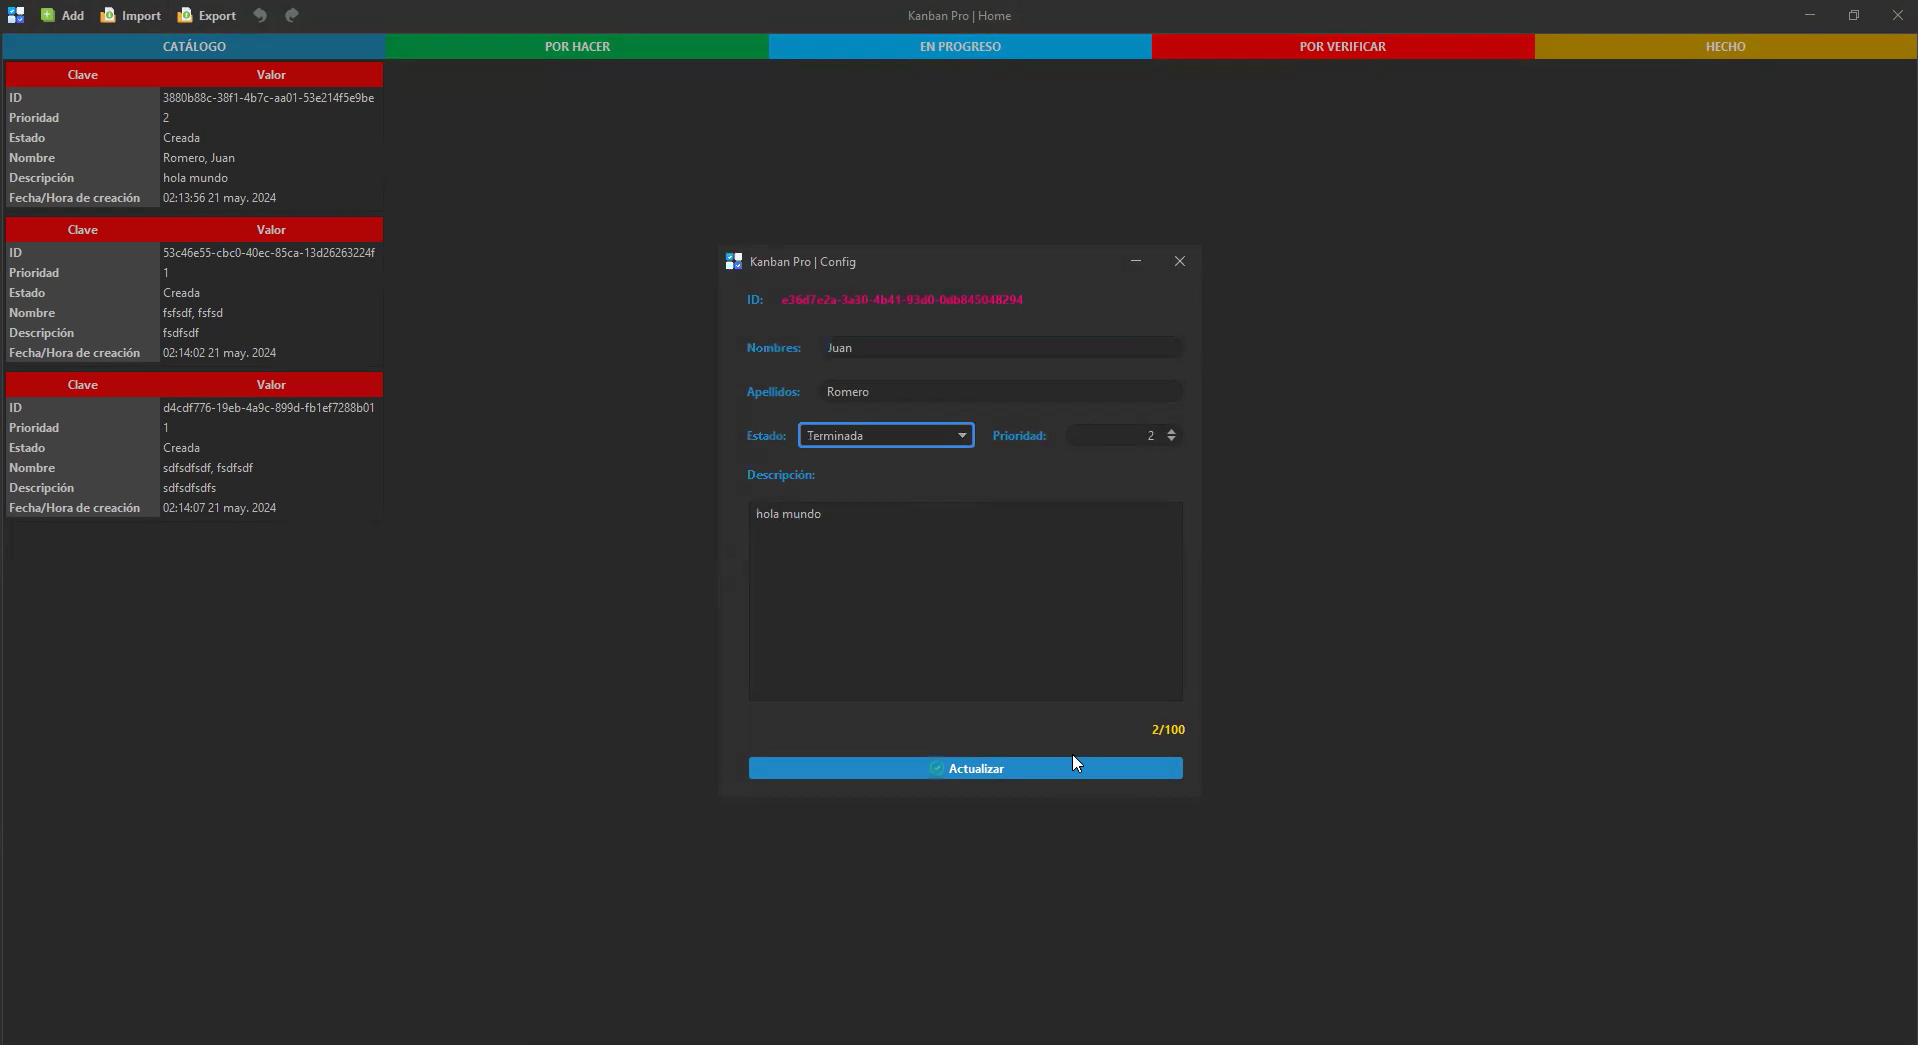 Add Import Export Kanban Pro | Home
CATÁLOGO POR HACER EN PROGRESO POR VERIFICAR HECHO
Clave Valor
ID 3880b88c-38f1-4b7c-aa01-53e214f5e9be
Prioridad 2
Estado Creada
Nombre Romero, Juan
Descripción hola mundo
Fecha/Hora de creación 02:13:56 21 may. 2024
Clave Valor
ID 53c46e55-cbc0-40ec-85ca-13d26263224f
Prioridad 1
Estado Creada
Nombre fsfsdf, fsfsd
Descripción fsdfsdf
Fecha/Hora de creación 02:14:02 21 may. 2024
Clave Valor
ID d4cdf776-19eb-4a9c-899d-fb1ef7288b01
Prioridad 1
Estado Creada
Nombre sdfsdfsdf, fsdfsdf
Descripción sdfsdfsdfs
Fecha/Hora de creación 02:14:07 21 may. 2024
Kanban Pro | Config
ID: e36d7e2a-3a30-4b41-93d0-0db845048294
Nombres: Juan
Apellidos: Romero
Estado: Terminada Prioridad: 2
Descripción:
hola mundo
2/100
Actualizar